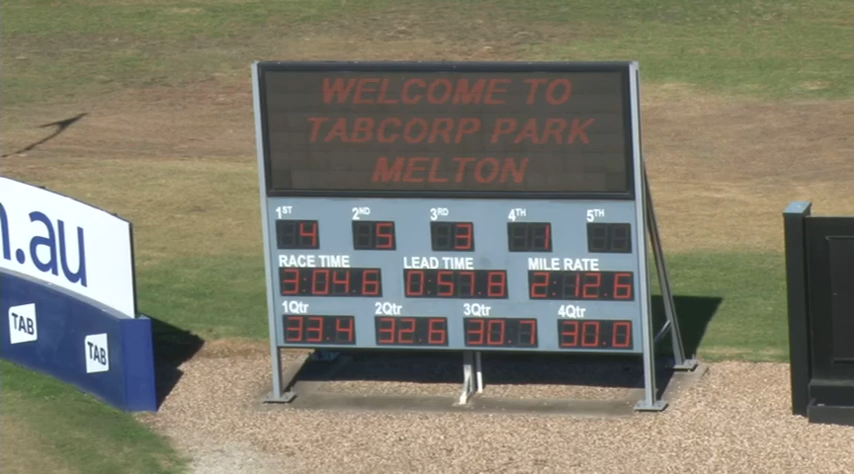 WELCOME TO
TABCORP PARK
MELTON
1ST 2ND 3RD 4TH 5TH
4 5 3 1
RACE TIME LEAD TIME MILE RATE
3:04.6 0:57.8 2:12.6
1Qtr 2Qtr 3Qtr 4Qtr
33.4 32.6 30.7 30.0
n.au
TAB
TAB